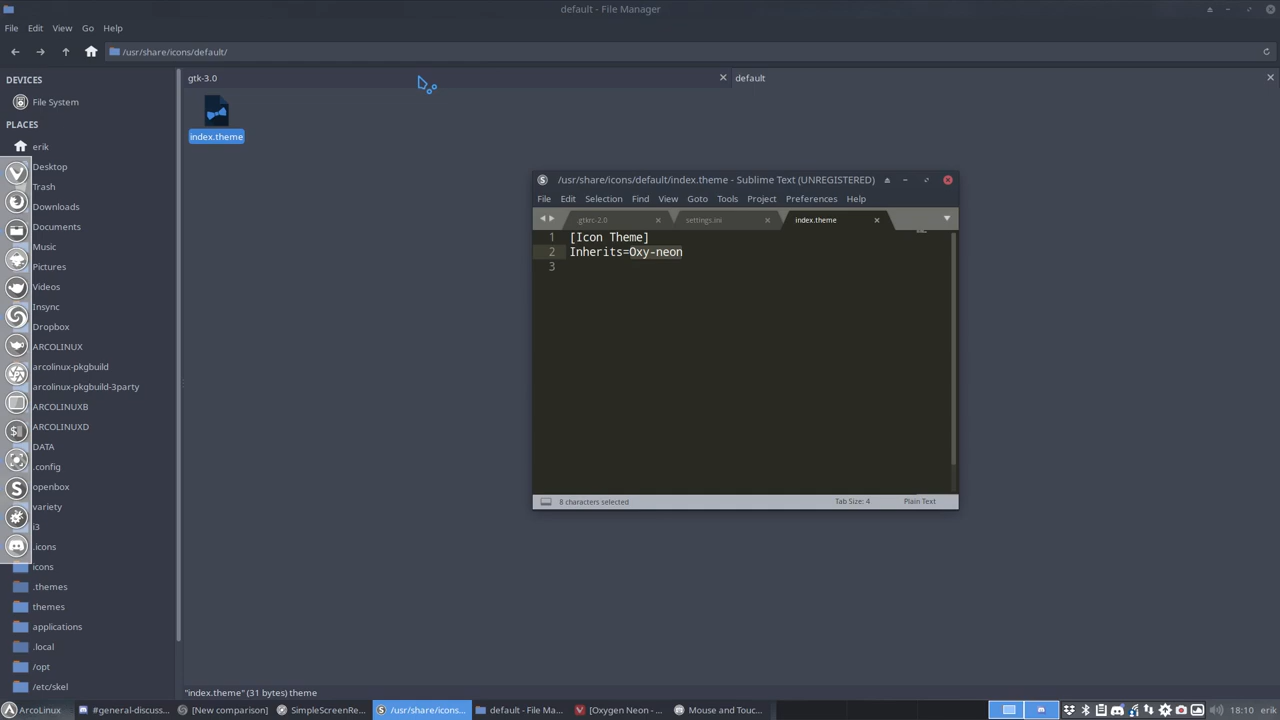 default - File Manager
File Edit View Go Help
/usr/share/icons/default/
DEVICES
File System
PLACES
erik
Desktop
Trash
Downloads
Documents
Music
Pictures
Videos
Insync
Dropbox
ARCOLINUX
arcolinux-pkgbuild
arcolinux-pkgbuild-3party
ARCOLINUXB
ARCOLINUXD
DATA
.config
openbox
variety
i3
.icons
icons
.themes
themes
applications
.local
/opt
/etc/skel
gtk-3.0
default
index.theme
/usr/share/icons/default/index.theme - Sublime Text (UNREGISTERED)
File Edit Selection Find View Goto Tools Project Preferences Help
.gtkrc-2.0 settings.ini index.theme
1 [Icon Theme]
2 Inherits=Oxy-neon
3
8 characters selected Tab Size: 4 Plain Text
"index.theme" (31 bytes) theme
ArcoLinux #general-discuss... [New comparison] SimpleScreenRe... /usr/share/icons... default - File Ma... [Oxygen Neon - ... Mouse and Touc... 18:10 erik